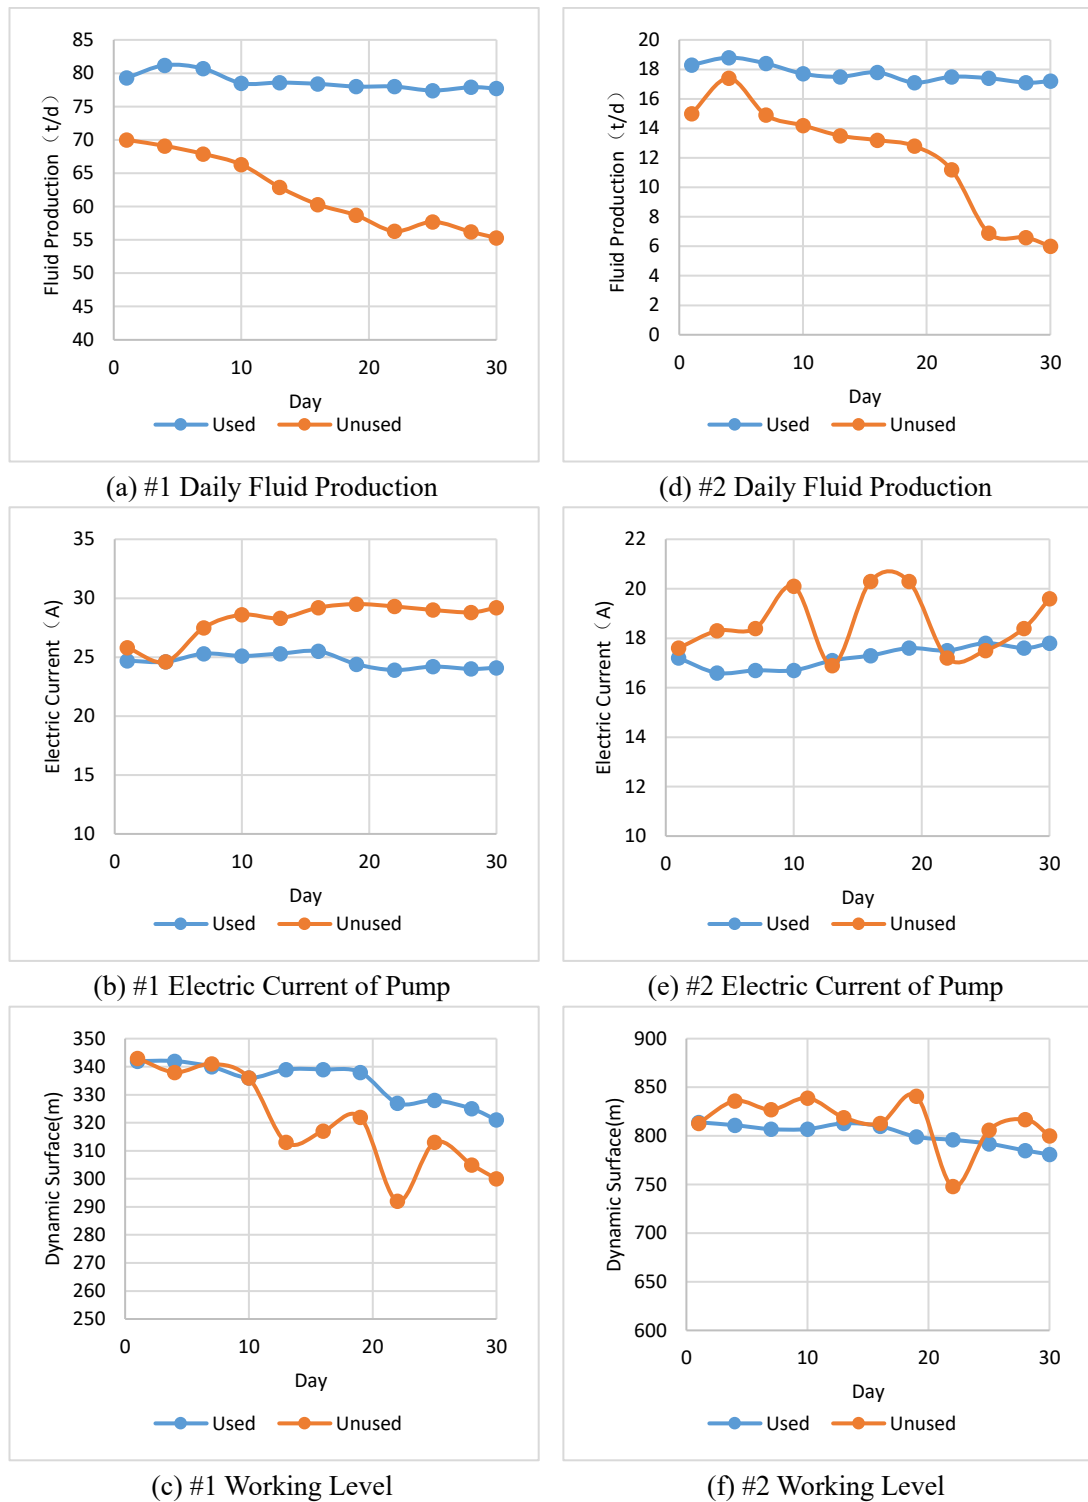 85
80
75
70
65
60
55
50
45
40
Fluid Production（t/d）
0 10 20 30
Day
Used Unused
(a) #1 Daily Fluid Production
20
18
16
14
12
10
8
6
4
2
0
Fluid Production（t/d）
0 10 20 30
Day
Used Unused
(d) #2 Daily Fluid Production
35
30
25
20
15
10
Electric Current（A）
0 10 20 30
Day
Used Unused
(b) #1 Electric Current of Pump
22
20
18
16
14
12
10
Electric Current（A）
0 10 20 30
Day
Used Unused
(e) #2 Electric Current of Pump
350
340
330
320
310
300
290
280
270
260
250
Dynamic Surface(m)
0 10 20 30
Day
Used Unused
(c) #1 Working Level
900
850
800
750
700
650
600
Dynamic Surface(m)
0 10 20 30
Day
Used Unused
(f) #2 Working Level